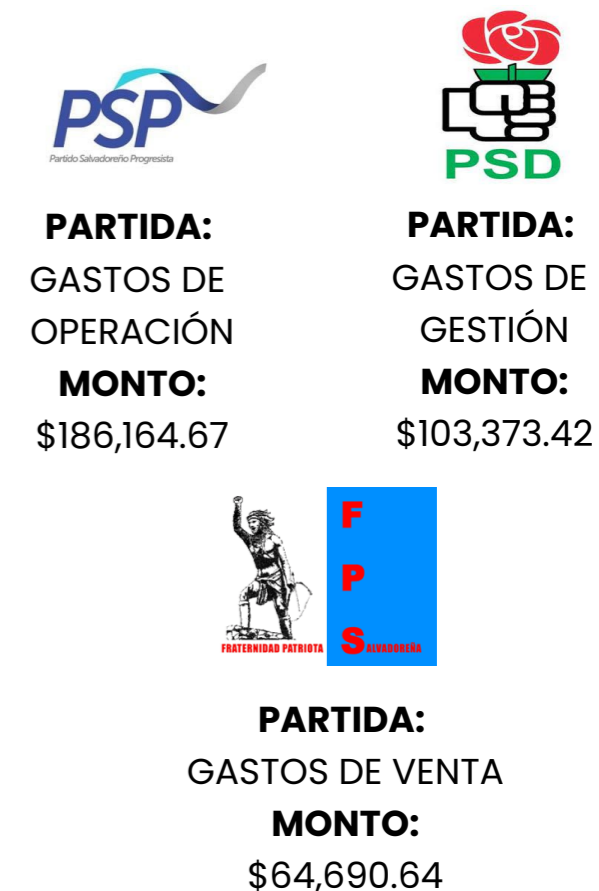 PSP
Partido Salvadoreño Progresista
PARTIDA:
GASTOS DE
OPERACIÓN
MONTO:
$186,164.67
PSD
PARTIDA:
GASTOS DE
GESTIÓN
MONTO:
$103,373.42
F
P
FRATERNIDAD PATRIOTA SALVADOREÑA
PARTIDA:
GASTOS DE VENTA
MONTO:
$64,690.64